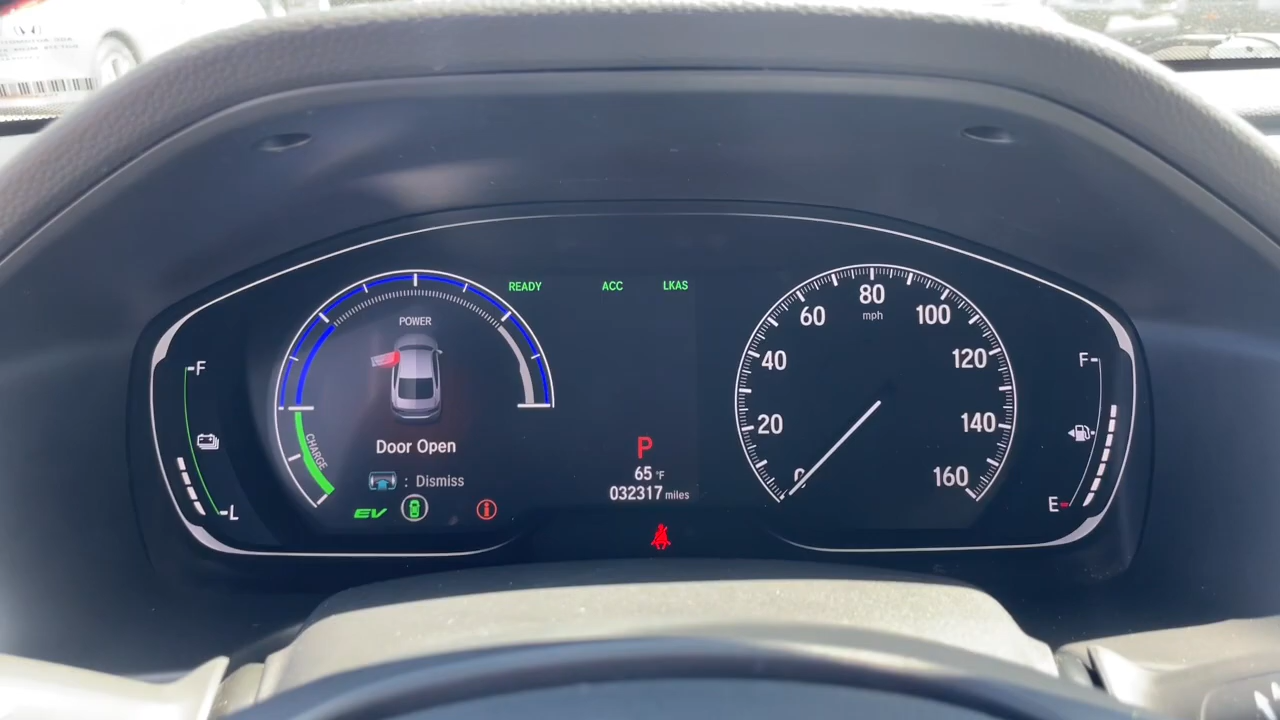 READY ACC LKAS
POWER
CHARGE
Door Open
: Dismiss
EV
P
65 °F
032317 miles
F
L
0 20 40 60 80 100 120 140 160
mph
F
E